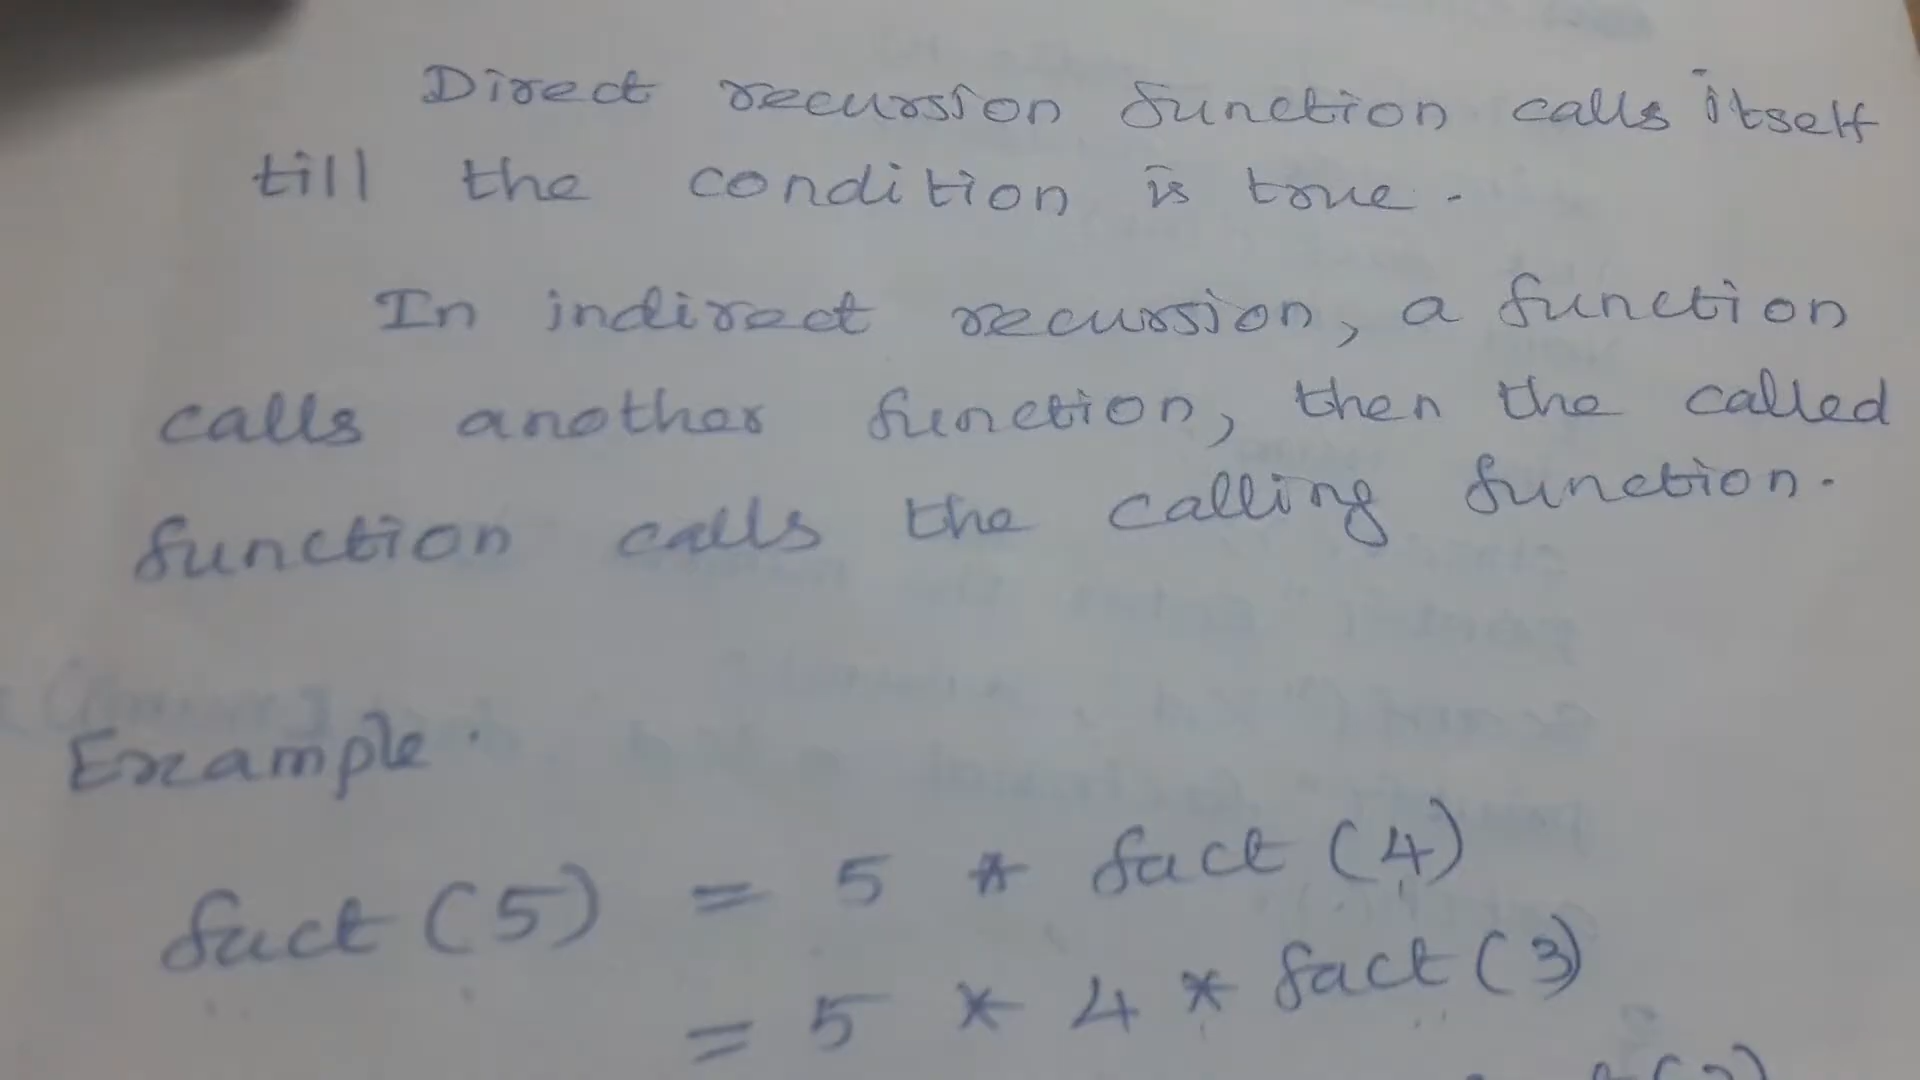 Direct recursion function calls itself
till the condition is true.
In indirect recursion, a function
calls another function, then the called
function calls the calling function.
Example.
fact (5) = 5 * fact (4)
= 5 * 4 * fact (3)